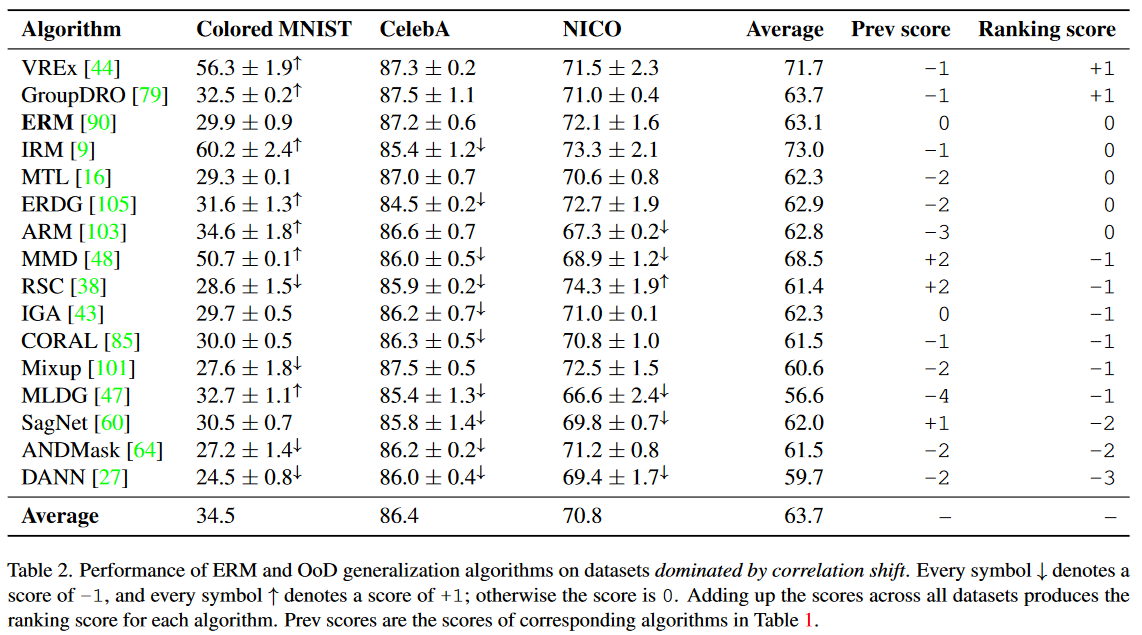 Algorithm Colored MNIST CelebA NICO Average Prev score Ranking score
VREx [44] 56.3 ± 1.9↑ 87.3 ± 0.2 71.5 ± 2.3 71.7 −1 +1
GroupDRO [79] 32.5 ± 0.2↑ 87.5 ± 1.1 71.0 ± 0.4 63.7 −1 +1
ERM [90] 29.9 ± 0.9 87.2 ± 0.6 72.1 ± 1.6 63.1 0 0
IRM [9] 60.2 ± 2.4↑ 85.4 ± 1.2↓ 73.3 ± 2.1 73.0 −1 0
MTL [16] 29.3 ± 0.1 87.0 ± 0.7 70.6 ± 0.8 62.3 −2 0
ERDG [105] 31.6 ± 1.3↑ 84.5 ± 0.2↓ 72.7 ± 1.9 62.9 −2 0
ARM [103] 34.6 ± 1.8↑ 86.6 ± 0.7 67.3 ± 0.2↓ 62.8 −3 0
MMD [48] 50.7 ± 0.1↑ 86.0 ± 0.5↓ 68.9 ± 1.2↓ 68.5 +2 −1
RSC [38] 28.6 ± 1.5↓ 85.9 ± 0.2↓ 74.3 ± 1.9↑ 61.4 +2 −1
IGA [43] 29.7 ± 0.5 86.2 ± 0.7↓ 71.0 ± 0.1 62.3 0 −1
CORAL [85] 30.0 ± 0.5 86.3 ± 0.5↓ 70.8 ± 1.0 61.5 −1 −1
Mixup [101] 27.6 ± 1.8↓ 87.5 ± 0.5 72.5 ± 1.5 60.6 −2 −1
MLDG [47] 32.7 ± 1.1↑ 85.4 ± 1.3↓ 66.6 ± 2.4↓ 56.6 −4 −1
SagNet [60] 30.5 ± 0.7 85.8 ± 1.4↓ 69.8 ± 0.7↓ 62.0 +1 −2
ANDMask [64] 27.2 ± 1.4↓ 86.2 ± 0.2↓ 71.2 ± 0.8 61.5 −2 −2
DANN [27] 24.5 ± 0.8↓ 86.0 ± 0.4↓ 69.4 ± 1.7↓ 59.7 −2 −3
Average 34.5 86.4 70.8 63.7 – –
Table 2. Performance of ERM and OoD generalization algorithms on datasets dominated by correlation shift. Every symbol ↓ denotes a
score of -1, and every symbol ↑ denotes a score of +1; otherwise the score is 0. Adding up the scores across all datasets produces the
ranking score for each algorithm. Prev scores are the scores of corresponding algorithms in Table 1.